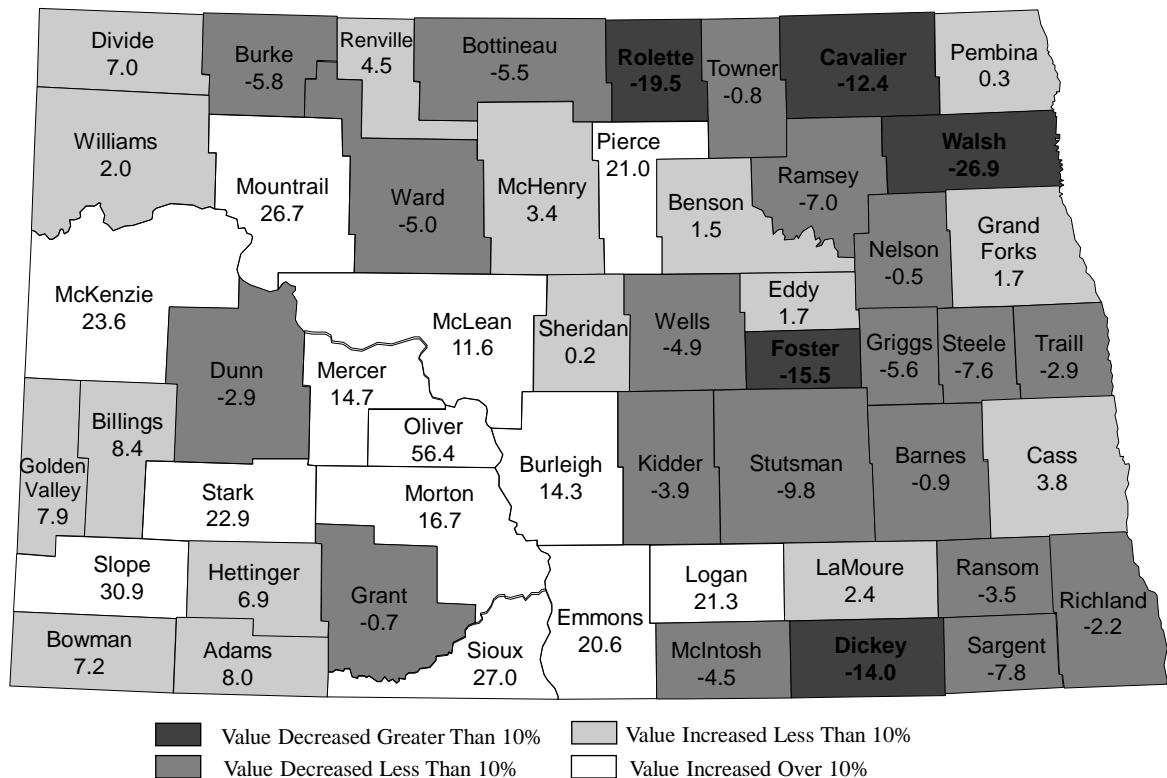 Divide
7.0
Burke
-5.8
Renville
4.5
Bottineau
-5.5
Rolette
-19.5
Towner
-0.8
Cavalier
-12.4
Pembina
0.3
Williams
2.0
Mountrail
26.7
Ward
-5.0
McHenry
3.4
Pierce
21.0
Benson
1.5
Ramsey
-7.0
Walsh
-26.9
Nelson
-0.5
Grand
Forks
1.7
McKenzie
23.6
Dunn
-2.9
McLean
11.6
Mercer
14.7
Oliver
56.4
Sheridan
0.2
Wells
-4.9
Eddy
1.7
Foster
-15.5
Griggs
-5.6
Steele
-7.6
Traill
-2.9
Golden
Valley
7.9
Billings
8.4
Stark
22.9
Morton
16.7
Burleigh
14.3
Kidder
-3.9
Stutsman
-9.8
Barnes
-0.9
Cass
3.8
Slope
30.9
Hettinger
6.9
Grant
-0.7
Sioux
27.0
Emmons
20.6
Logan
21.3
LaMoure
2.4
Ransom
-3.5
Richland
-2.2
Bowman
7.2
Adams
8.0
McIntosh
-4.5
Dickey
-14.0
Sargent
-7.8
Value Decreased Greater Than 10%
Value Increased Less Than 10%
Value Decreased Less Than 10%
Value Increased Over 10%